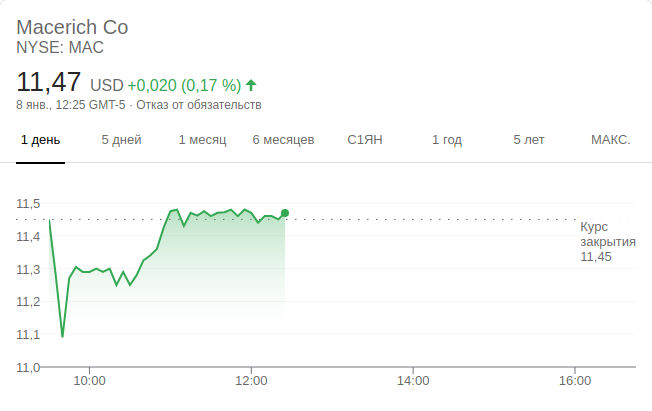 Macerich Co
NYSE: MAC
11,47 USD +0,020 (0,17 %)
8 янв., 12:25 GMT-5 · Отказ от обязательств
1 день 5 дней 1 месяц 6 месяцев С1ЯН 1 год 5 лет МАКС.
11,5
11,4
11,3
11,2
11,1
11,0
Курс
закрытия
11,45
10:00 12:00 14:00 16:00